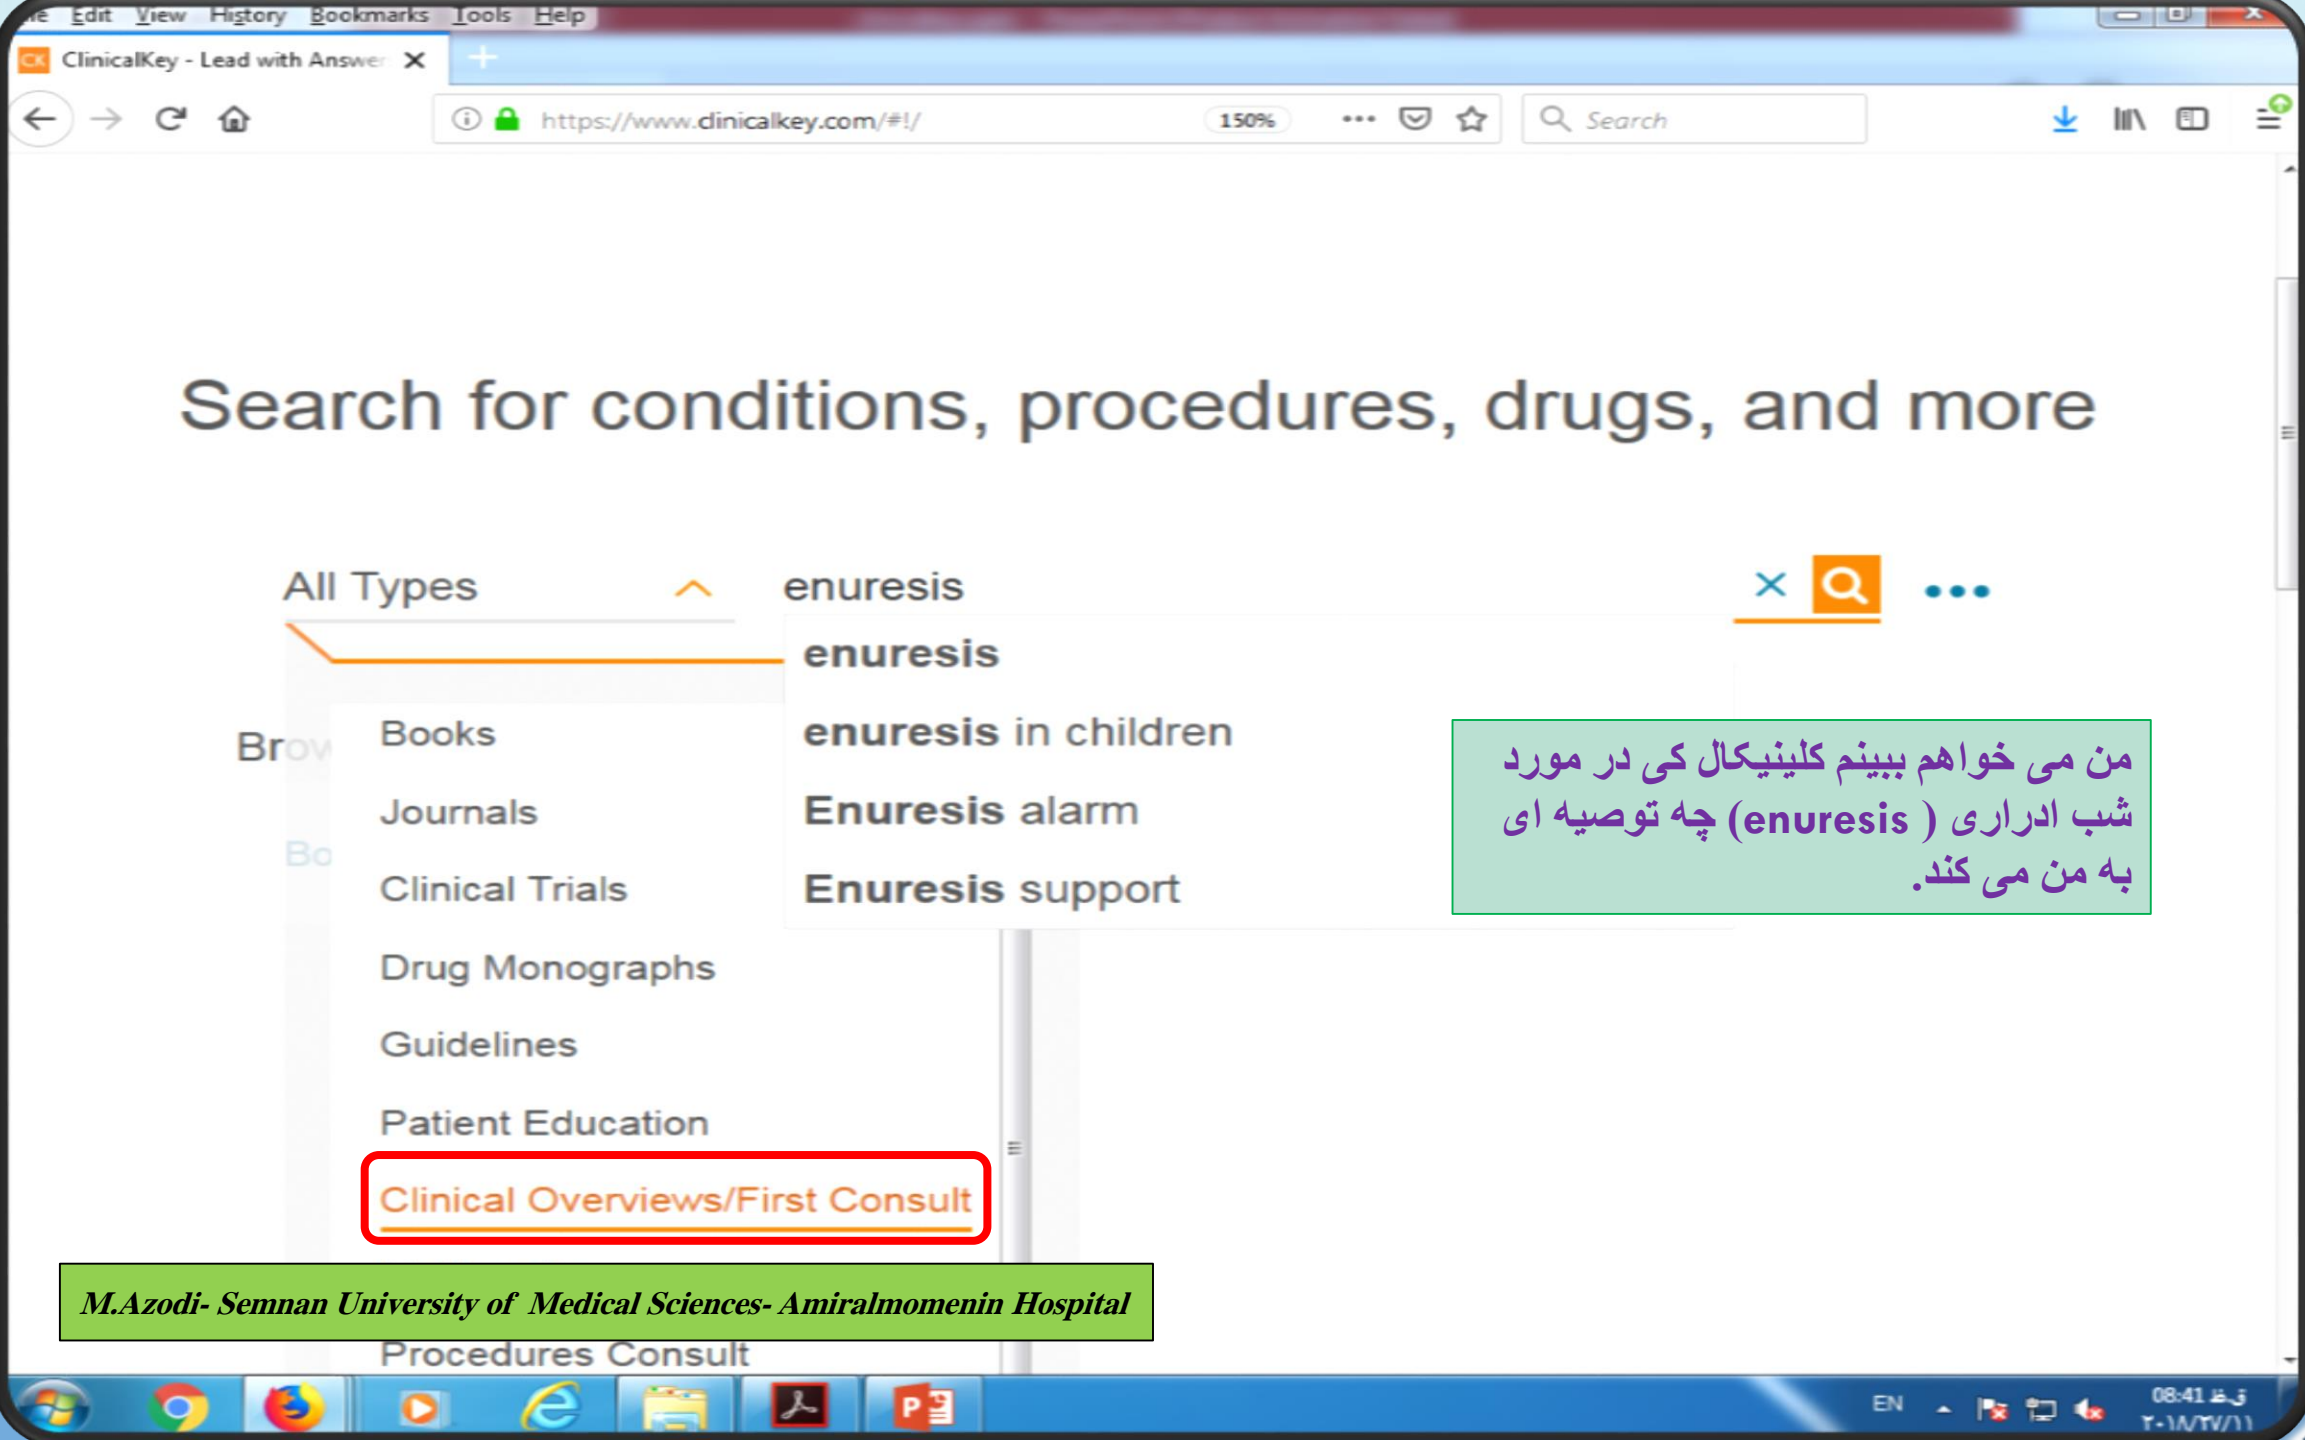 Edit View History Bookmarks Tools Help
CK ClinicalKey - Lead with Answer
https://www.clinicalkey.com/#!/ 150% Search
Search for conditions, procedures, drugs, and more
All Types enuresis
enuresis
enuresis in children
Enuresis alarm
Enuresis support
Books
Journals
Clinical Trials
Drug Monographs
Guidelines
Patient Education
Clinical Overviews/First Consult
Procedures Consult
من می خواهم ببینم کلینیکال کی در مورد
شب ادراری ( enuresis) چه توصیه ای
به من می کند.
M.Azodi- Semnan University of Medical Sciences- Amiralmomenin Hospital
EN
08:41 ق.ظ
۲۰۱۸/۲۷/۱۱